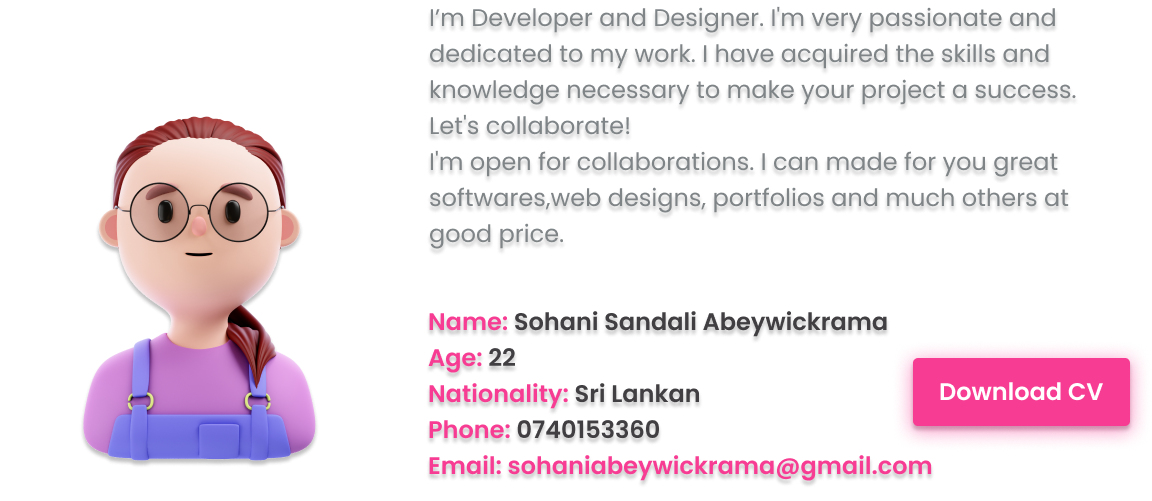 I’m Developer and Designer. I'm very passionate and
dedicated to my work. I have acquired the skills and
knowledge necessary to make your project a success.
Let's collaborate!
I'm open for collaborations. I can made for you great
softwares,web designs, portfolios and much others at
good price.
Name: Sohani Sandali Abeywickrama
Age: 22
Nationality: Sri Lankan
Phone: 0740153360
Email: sohaniabeywickrama@gmail.com
Download CV